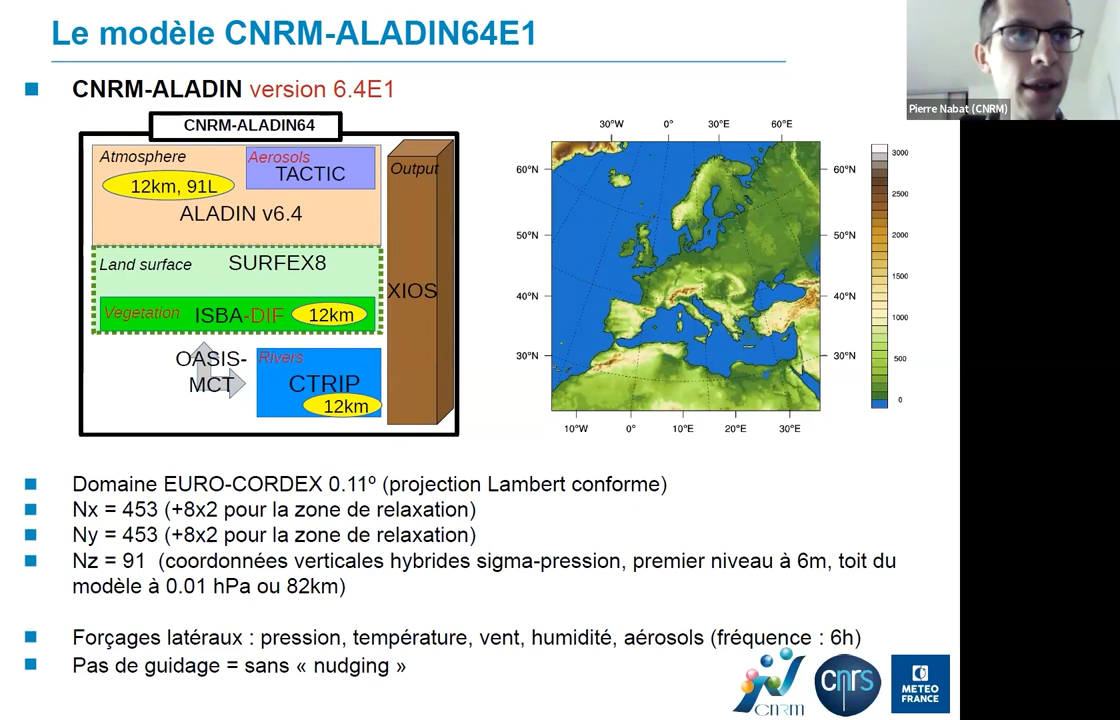 Le modèle CNRM-ALADIN64E1
Pierre Nabat (CNRM)
CNRM-ALADIN version 6.4E1
CNRM-ALADIN64
Atmosphere
Aerosols
TACTIC
12km, 91L
ALADIN v6.4
Output
Land surface
SURFEX8
XIOS
Vegetation
ISBA-DIF
12km
OASIS-
MCT
Rivers
CTRIP
12km
30°W 0° 30°E 60°E
60°N
50°N
40°N
30°N
60°N
50°N
40°N
30°N
10°W 0° 10°E 20°E 30°E
3000
2500
2000
1500
1000
500
0
Domaine EURO-CORDEX 0.11º (projection Lambert conforme)
Nx = 453 (+8x2 pour la zone de relaxation)
Ny = 453 (+8x2 pour la zone de relaxation)
Nz = 91 (coordonnées verticales hybrides sigma-pression, premier niveau à 6m, toit du
modèle à 0.01 hPa ou 82km)
Forçages latéraux : pression, température, vent, humidité, aérosols (fréquence : 6h)
Pas de guidage = sans « nudging »
CNRM
cnrs
METEO
FRANCE